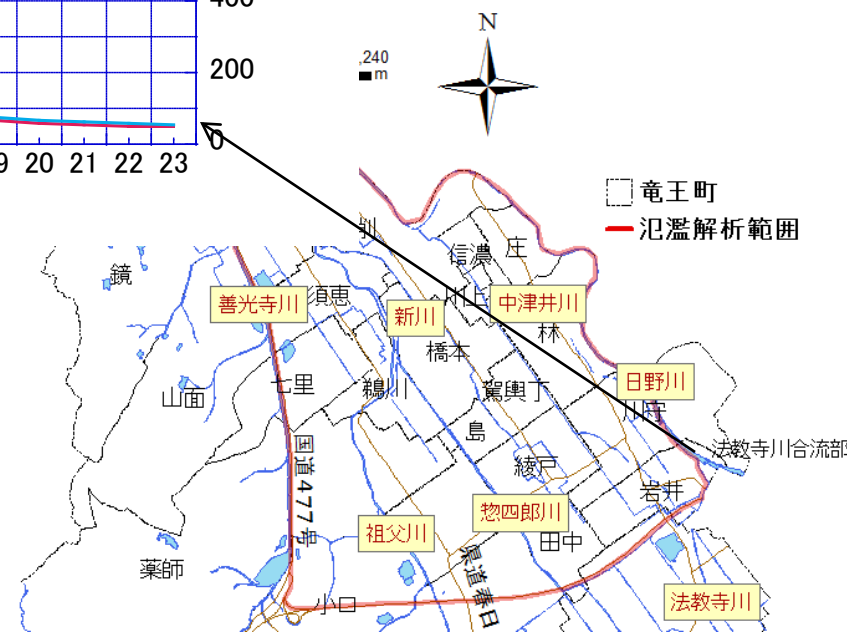 400
200
0
20 21 22 23
N
,240
m
竜王町
氾濫解析範囲
鏡
信濃
庄
須恵
川上
善光寺川
新川
中津井川
林
橋本
日野川
山面
七里
鵜川
駕輿丁
川守
島
法教寺川合流部
国道477号
綾戸
岩井
惣四郎川
祖父川
田中
県道春日
薬師
小口
法教寺川